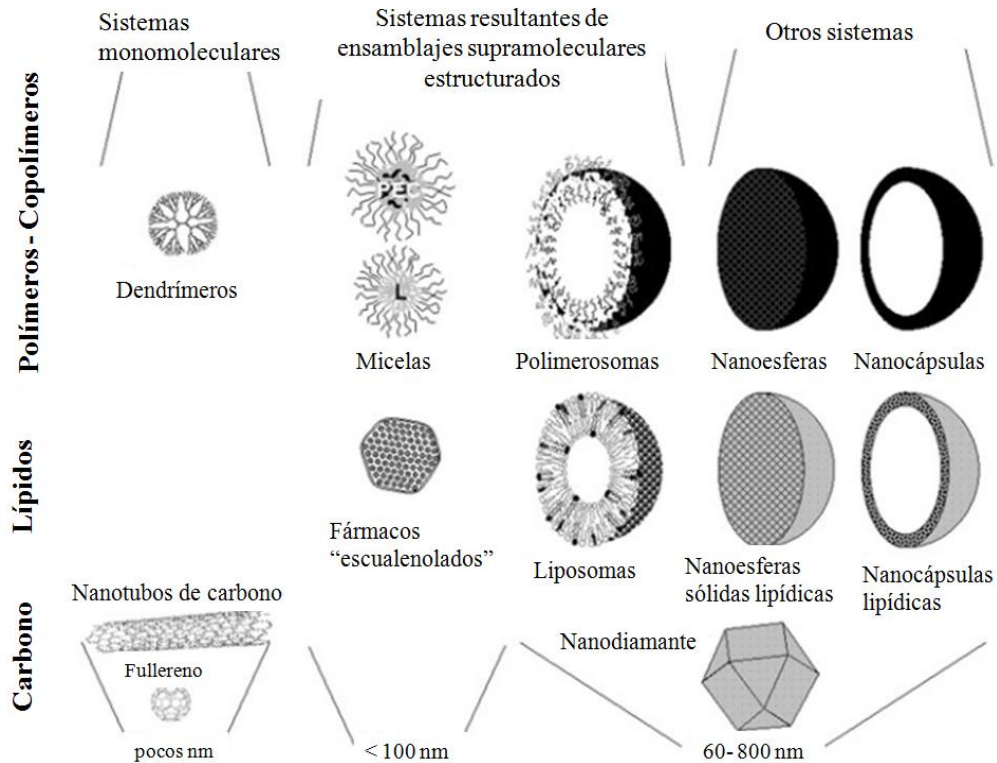 Sistemas
monomoleculares
Sistemas resultantes de
ensamblajes supramoleculares
estructurados
Otros sistemas
Polímeros - Copolímeros
PEC
L
Dendrímeros
Micelas
Polimerosomas
Nanoesferas
Nanocápsulas
Lípidos
Fármacos
“escualenolados”
Liposomas
Nanoesferas
sólidas lipídicas
Nanocápsulas
lipídicas
Carbono
Nanotubos de carbono
Fullereno
Nanodiamante
pocos nm
< 100 nm
60- 800 nm